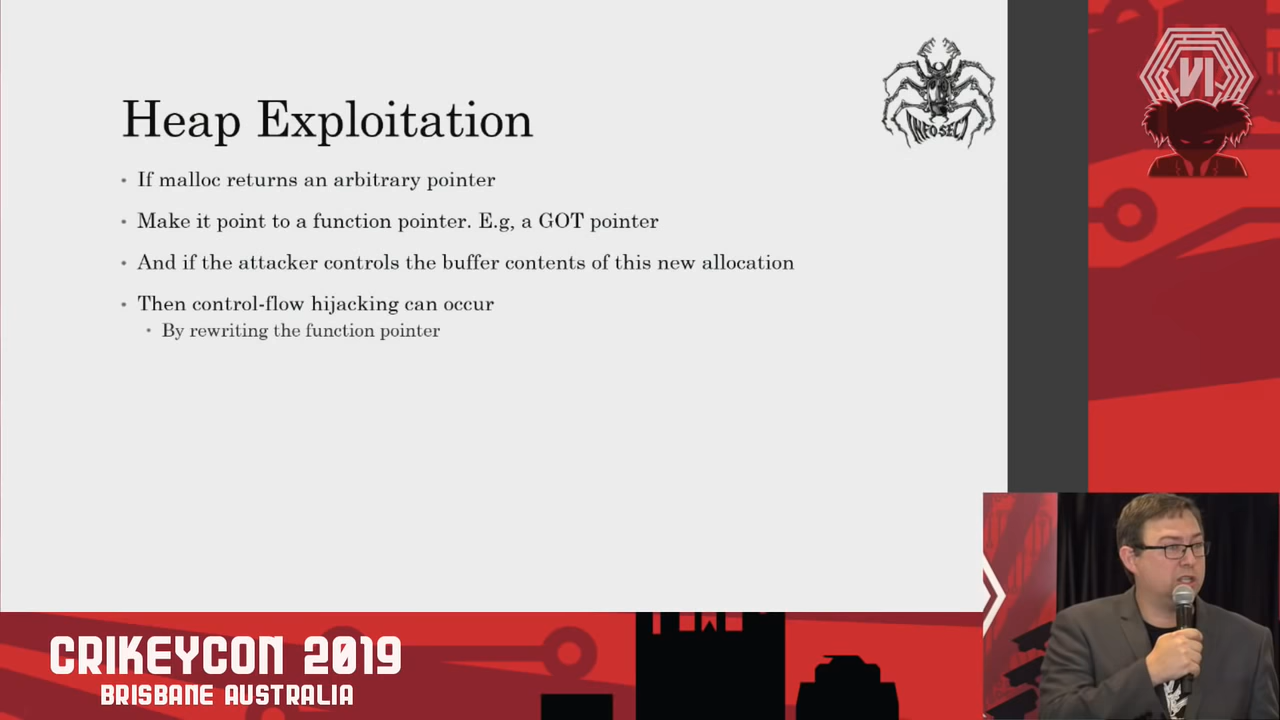 Heap Exploitation
INFOSECT
VI
• If malloc returns an arbitrary pointer
• Make it point to a function pointer. E.g, a GOT pointer
• And if the attacker controls the buffer contents of this new allocation
• Then control-flow hijacking can occur
• By rewriting the function pointer
CRIKEYCON 2019
BRISBANE AUSTRALIA